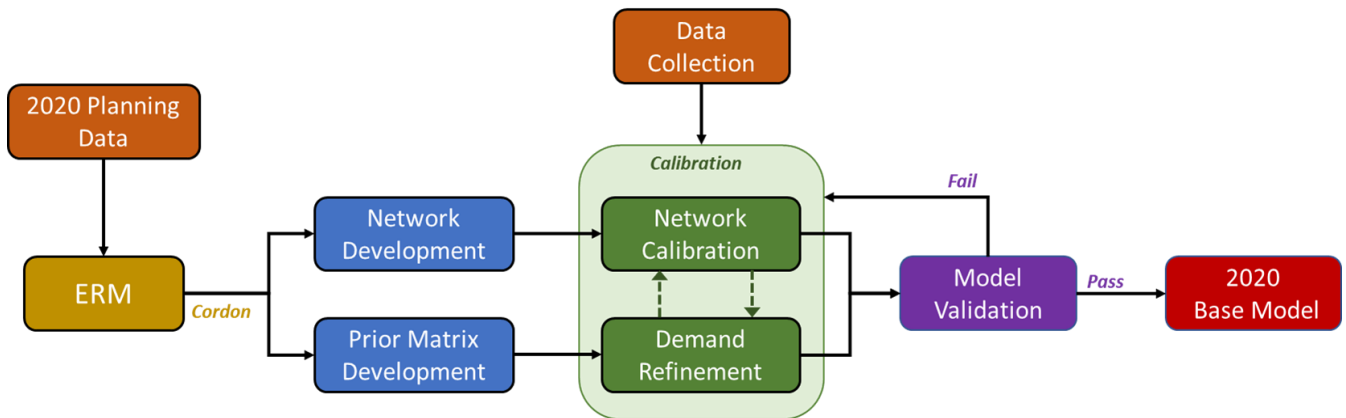 Data
Collection
2020 Planning
Data
Calibration
Fail
Network
Development
Network
Calibration
ERM
Cordon
Model
Validation
Pass
2020
Base Model
Prior Matrix
Development
Demand
Refinement